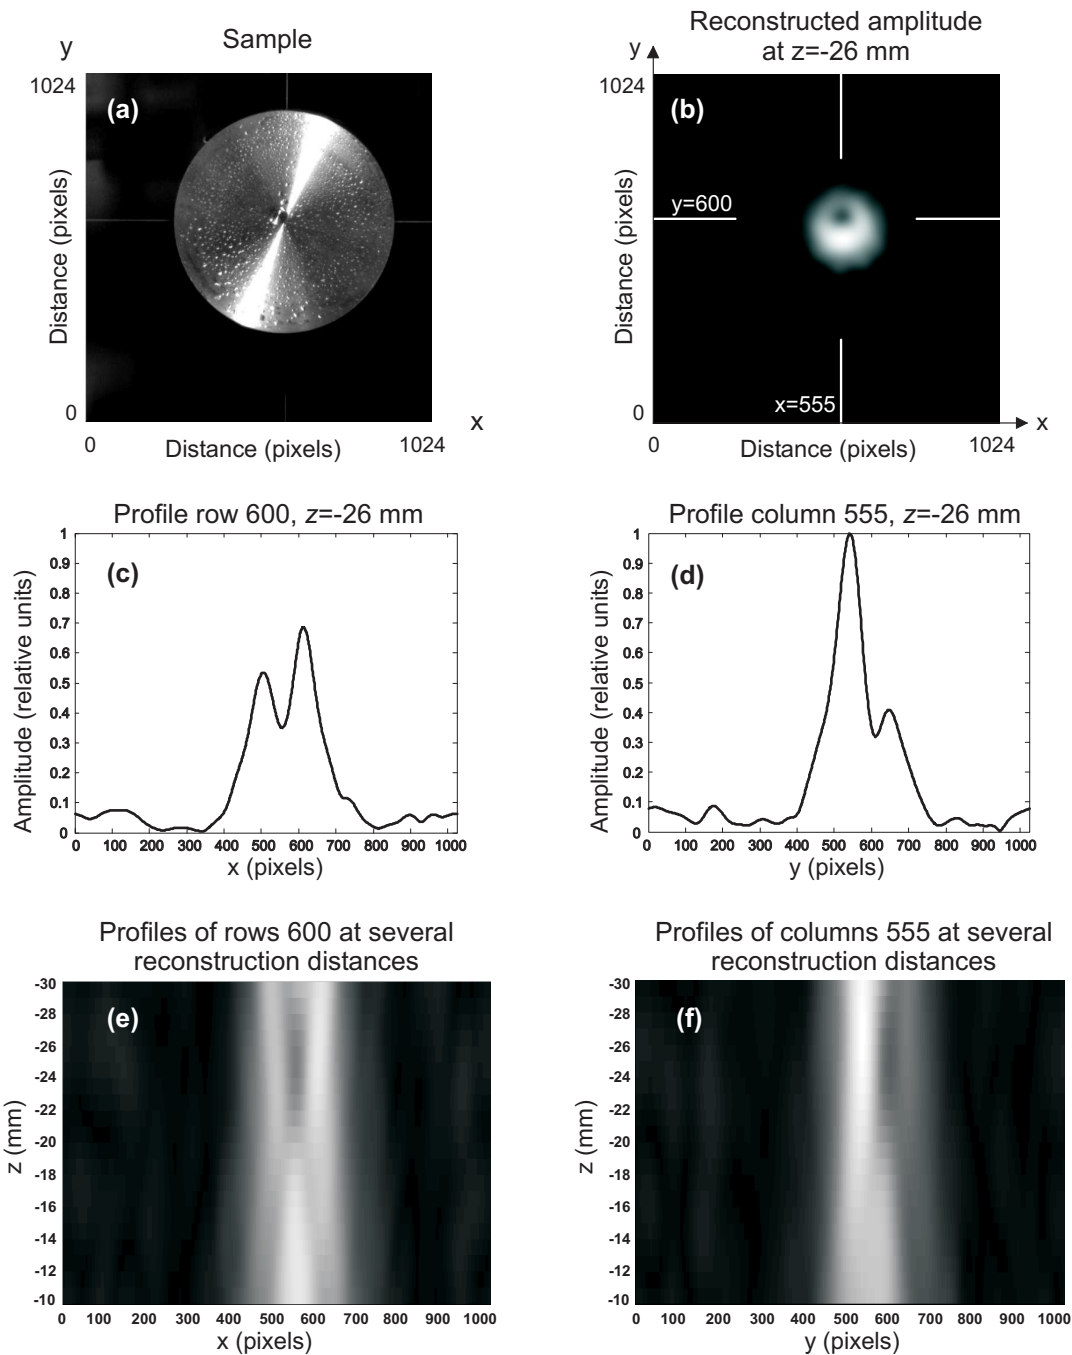 Sample
y
1024
(a)
Distance (pixels)
0
x
0
1024
Distance (pixels)
Reconstructed amplitude
at z=-26 mm
y
1024
(b)
y=600
Distance (pixels)
x=555
0
x
0
1024
Distance (pixels)
Profile row 600, z=-26 mm
(c)
1
0.9
0.8
0.7
0.6
0.5
0.4
0.3
0.2
0.1
0
Amplitude (relative units)
0 100 200 300 400 500 600 700 800 900 1000
x (pixels)
Profile column 555, z=-26 mm
(d)
1
0.9
0.8
0.7
0.6
0.5
0.4
0.3
0.2
0.1
0
Amplitude (relative units)
0 100 200 300 400 500 600 700 800 900 1000
y (pixels)
Profiles of rows 600 at several
reconstruction distances
(e)
-30
-28
-26
-24
-22
-20
-18
-16
-14
-12
-10
z (mm)
0 100 200 300 400 500 600 700 800 900 1000
x (pixels)
Profiles of columns 555 at several
reconstruction distances
(f)
-30
-28
-26
-24
-22
-20
-18
-16
-14
-12
-10
z (mm)
0 100 200 300 400 500 600 700 800 900 1000
y (pixels)